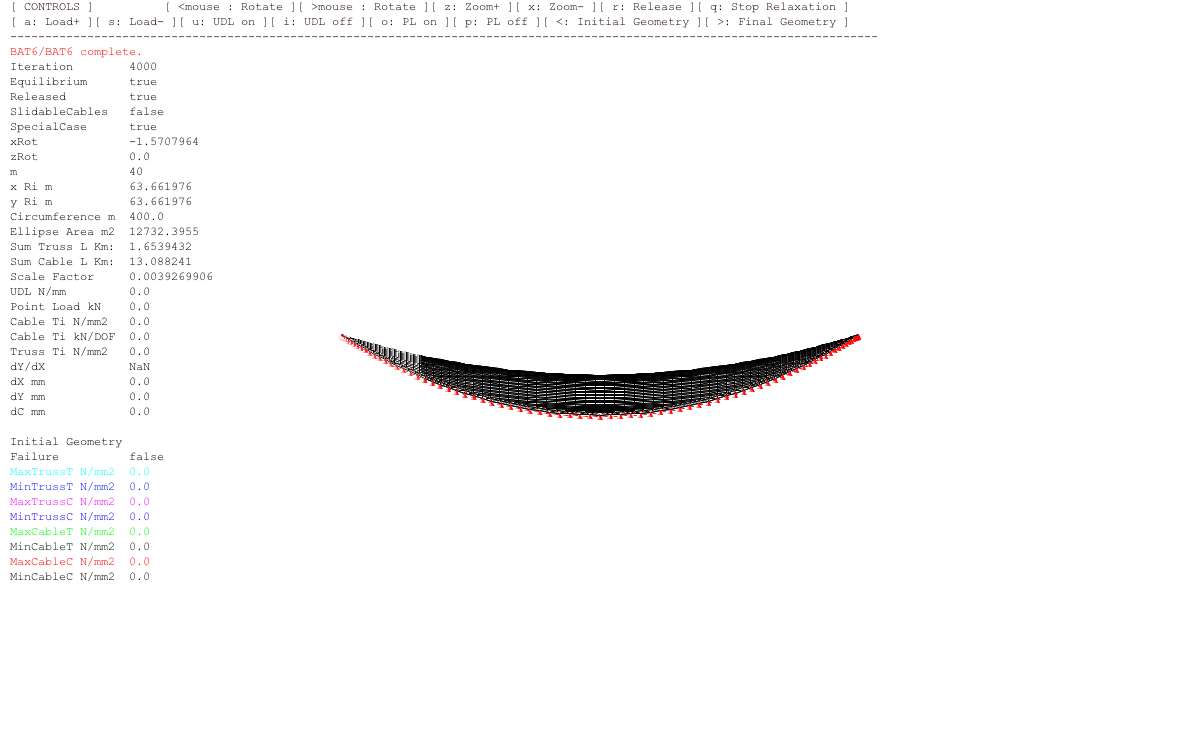 [ CONTROLS ] [ <mouse : Rotate ][ >mouse : Rotate ][ z: Zoom+ ][ x: Zoom- ][ r: Release ][ q: Stop Relaxation ]
[ a: Load+ ][ s: Load- ][ u: UDL on ][ i: UDL off ][ o: PL on ][ p: PL off ][ <: Initial Geometry ][ >: Final Geometry ]
----------------------------------------------------------------------------------------------------------------------------
BAT6/BAT6 complete.
Iteration 4000
Equilibrium true
Released true
SlidableCables false
SpecialCase true
xRot -1.5707964
zRot 0.0
m 40
x Ri m 63.661976
y Ri m 63.661976
Circumference m 400.0
Ellipse Area m2 12732.3955
Sum Truss L Km: 1.6539432
Sum Cable L Km: 13.088241
Scale Factor 0.0039269906
UDL N/mm 0.0
Point Load kN 0.0
Cable Ti N/mm2 0.0
Cable Ti kN/DOF 0.0
Truss Ti N/mm2 0.0
dY/dX NaN
dX mm 0.0
dY mm 0.0
dC mm 0.0
Initial Geometry
Failure false
MaxTrussT N/mm2 0.0
MinTrussT N/mm2 0.0
MaxTrussC N/mm2 0.0
MinTrussC N/mm2 0.0
MaxCableT N/mm2 0.0
MinCableT N/mm2 0.0
MaxCableC N/mm2 0.0
MinCableC N/mm2 0.0